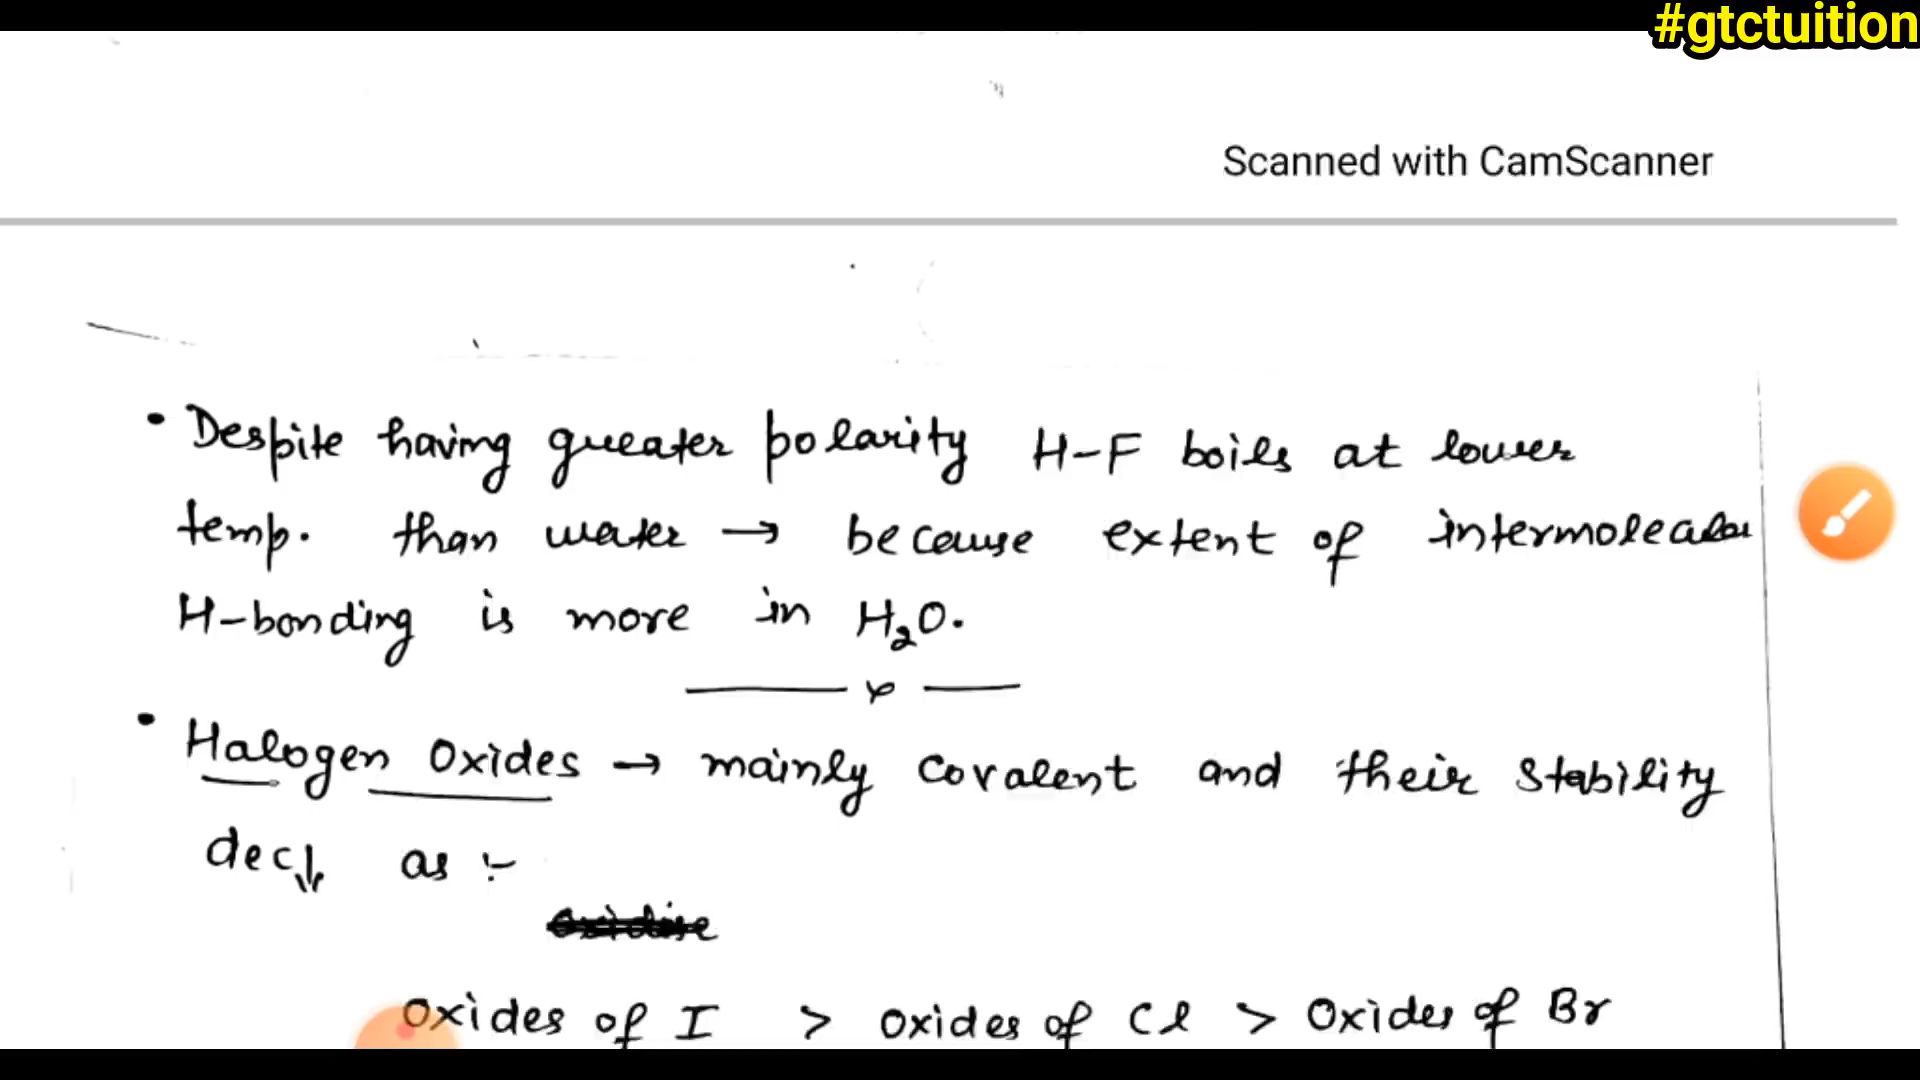 #gtctuition
Scanned with CamScanner
• Despite having greater polarity H-F boils at lower
temp. than water → because extent of intermolecular
H-bonding is more in H₂O.
• Halogen Oxides → mainly covalent and their stability
dec↓ as :-
Oxides of I > Oxides of Cl > Oxides of Br